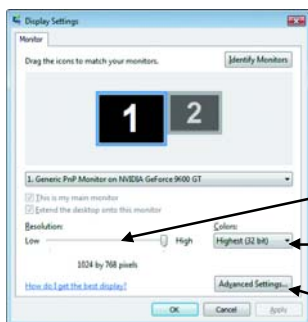 Display Settings
Monitor
Drag the icons to match your monitors.
Identify Monitors
1
2
1. Generic PnP Monitor on NVIDIA GeForce 9600 GT
This is my main monitor
Extend the desktop onto this monitor
Resolution:
Colors:
Low
High
Highest (32 bit)
1024 by 768 pixels
How do I get the best display?
Advanced Settings...
OK
Cancel
Apply